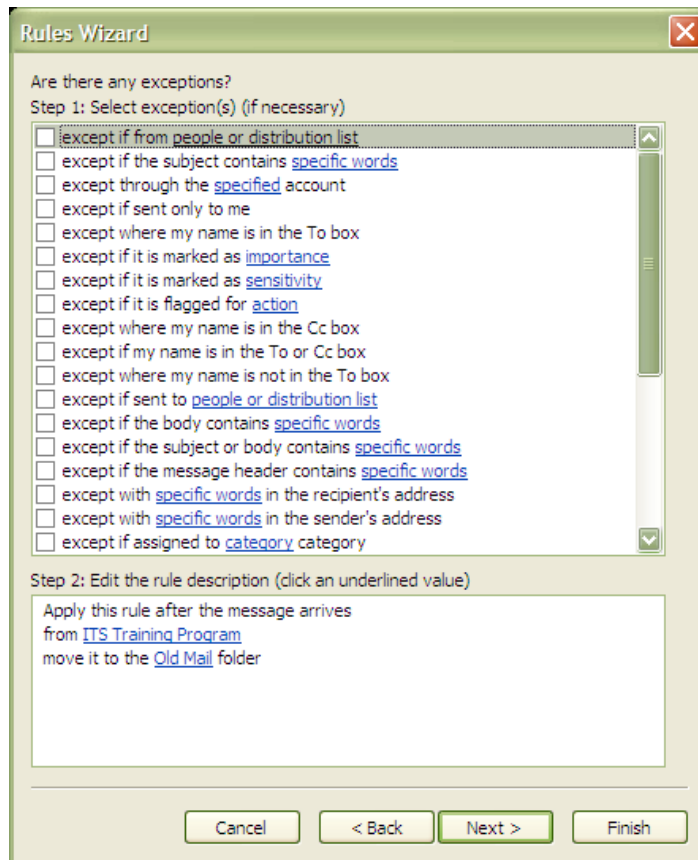 Rules Wizard
Are there any exceptions?
Step 1: Select exception(s) (if necessary)
except if from people or distribution list
except if the subject contains specific words
except through the specified account
except if sent only to me
except where my name is in the To box
except if it is marked as importance
except if it is marked as sensitivity
except if it is flagged for action
except where my name is in the Cc box
except if my name is in the To or Cc box
except where my name is not in the To box
except if sent to people or distribution list
except if the body contains specific words
except if the subject or body contains specific words
except if the message header contains specific words
except with specific words in the recipient's address
except with specific words in the sender's address
except if assigned to category category
Step 2: Edit the rule description (click an underlined value)
Apply this rule after the message arrives
from ITS Training Program
move it to the Old Mail folder
Cancel < Back Next > Finish